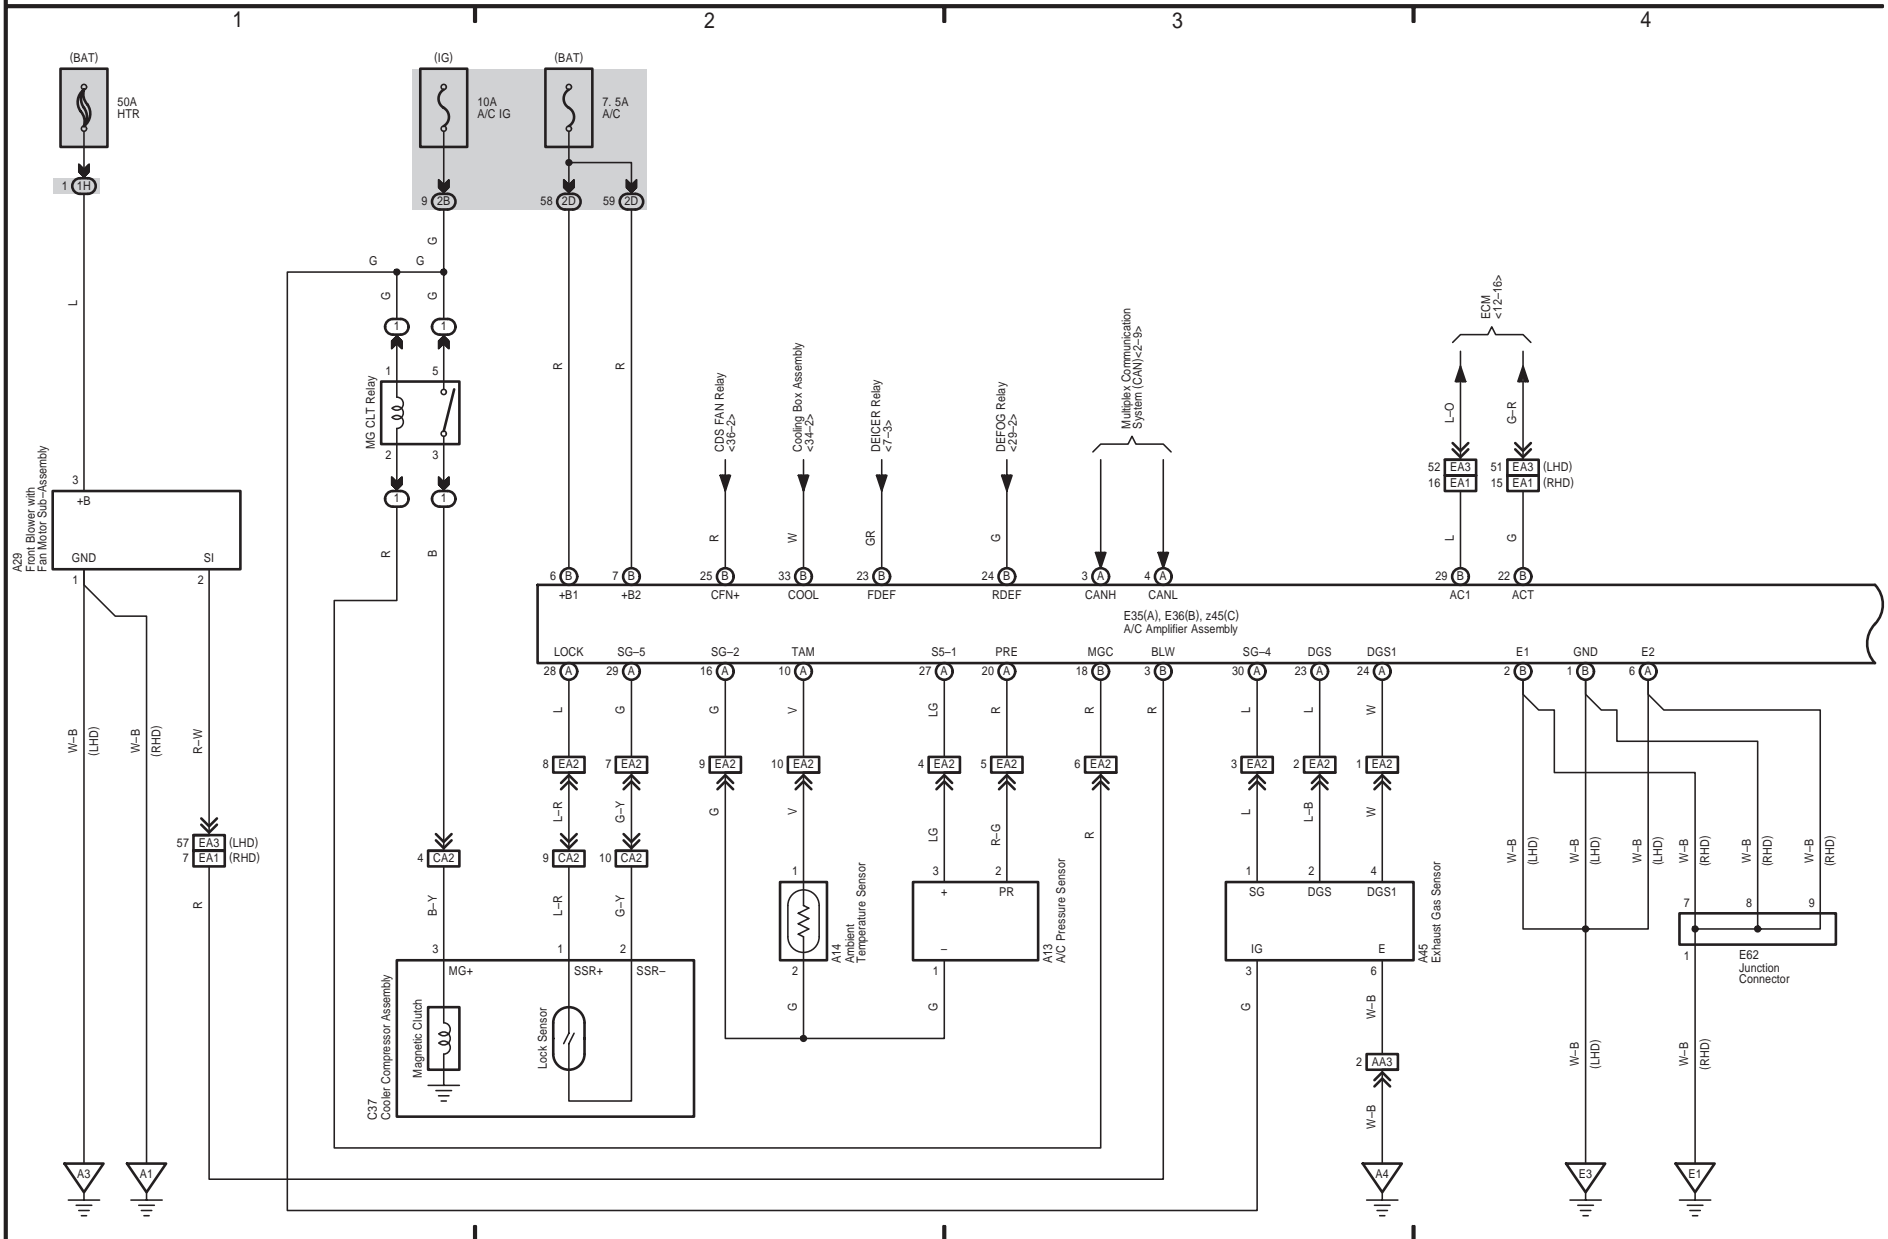 1 2 3 4
(BAT) (IG) (BAT)
50A
HTR
10A
A/C IG
7. 5A
A/C
1 1H
9 2B 58 2D 59 2D
G
G G
G G
L
1 1
1 5
MG CLT Relay
2 3
1 1
R B
R R
CDS FAN Relay
<36–2>
Cooling Box Assembly
<34–2>
DEICER Relay
<7–3>
DEFOG Relay
<29–2>
Multiplex Communication
System (CAN)<2–9>
ECM
<12–16>
L–O G–R
52 EA3 51 EA3 (LHD)
16 EA1 15 EA1 (RHD)
R W GR G L G
A29
Front Blower with
Fan Motor Sub–Assembly
3
+B
GND SI
1 2
6 B 7 B 25 B 33 B 23 B 24 B 3 A 4 A 29 B 22 B
+B1 +B2 CFN+ COOL FDEF RDEF CANH CANL AC1 ACT
E35(A), E36(B), z45(C)
A/C Amplifier Assembly
LOCK SG–5 SG–2 TAM S5–1 PRE MGC BLW SG–4 DGS DGS1 E1 GND E2
28 A 29 A 16 A 10 A 27 A 20 A 18 B 3 B 30 A 23 A 24 A 2 B 1 B 6 A
W–B
(LHD)
W–B
(RHD)
R–W
L G G V LG R R R L L W
8 EA2 7 EA2 9 EA2 10 EA2 4 EA2 5 EA2 6 EA2 3 EA2 2 EA2 1 EA2
L–R G–Y G V LG R–G R L L–B W
57 EA3 (LHD)
7 EA1 (RHD)
R
4 CA2 9 CA2 10 CA2
B–Y L–R G–Y
W–B
(LHD)
W–B
(LHD)
W–B
(LHD)
W–B
(RHD)
W–B
(RHD)
W–B
(RHD)
1
A14
Ambient
Temperature Sensor
2
3 2
+ PR
–
1
A13
A/C Pressure Sensor
1 2 4
SG DGS DGS1
IG E
3 6
A45
Exhaust Gas Sensor
7 8 9
1
E62
Junction
Connector
3 1 2
MG+ SSR+ SSR–
Magnetic Clutch
Lock Sensor
C37
Cooler Compressor Assembly
G G G W–B
2 AA3
W–B
W–B
(LHD)
W–B
(RHD)
A3 A1 A4 E3 E1